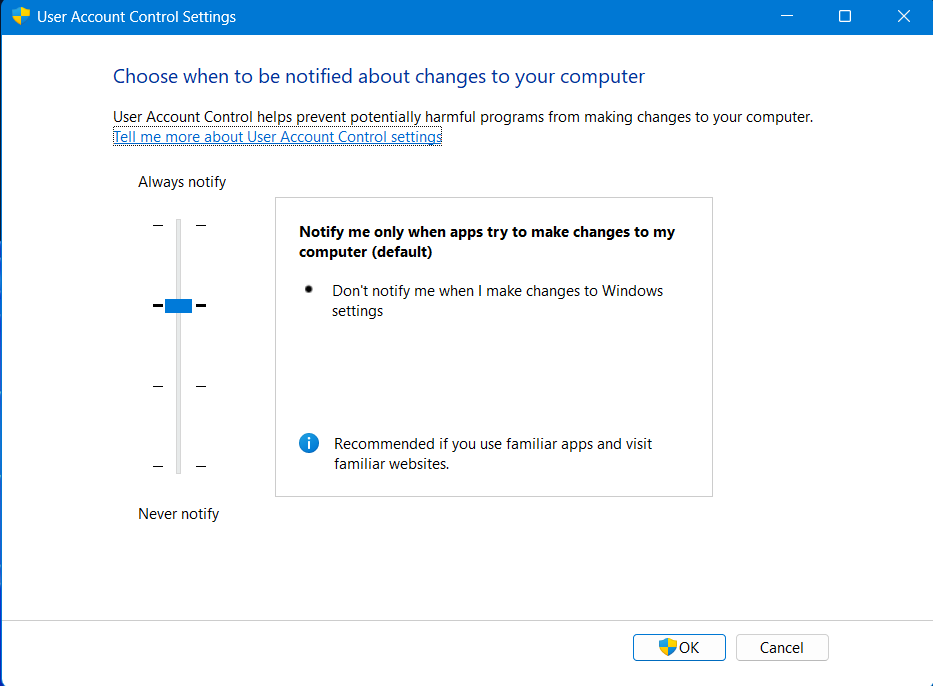 User Account Control Settings
Choose when to be notified about changes to your computer
User Account Control helps prevent potentially harmful programs from making changes to your computer.
Tell me more about User Account Control settings
Always notify
Notify me only when apps try to make changes to my
computer (default)
Don't notify me when I make changes to Windows
settings
Recommended if you use familiar apps and visit
familiar websites.
Never notify
OK
Cancel